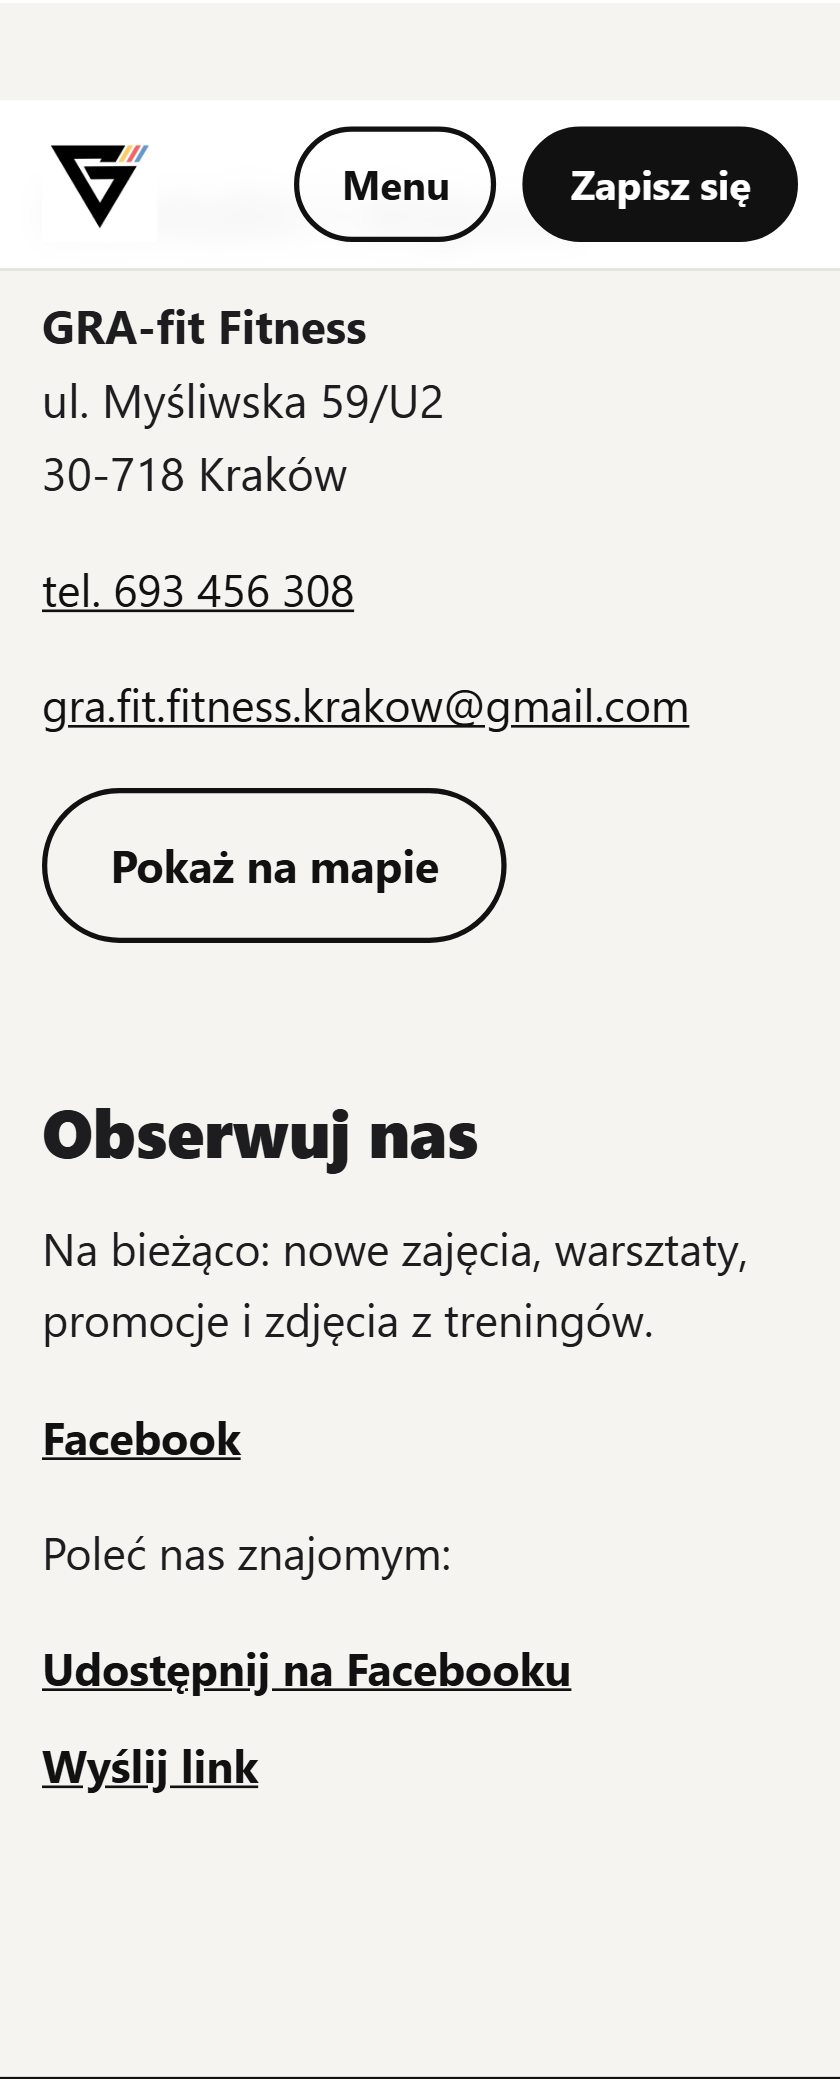 Menu
Zapisz się
GRA-fit Fitness
ul. Myśliwska 59/U2
30-718 Kraków
tel. 693 456 308
gra.fit.fitness.krakow@gmail.com
Pokaż na mapie
Obserwuj nas
Na bieżąco: nowe zajęcia, warsztaty,
promocje i zdjęcia z treningów.
Facebook
Poleć nas znajomym:
Udostępnij na Facebooku
Wyślij link